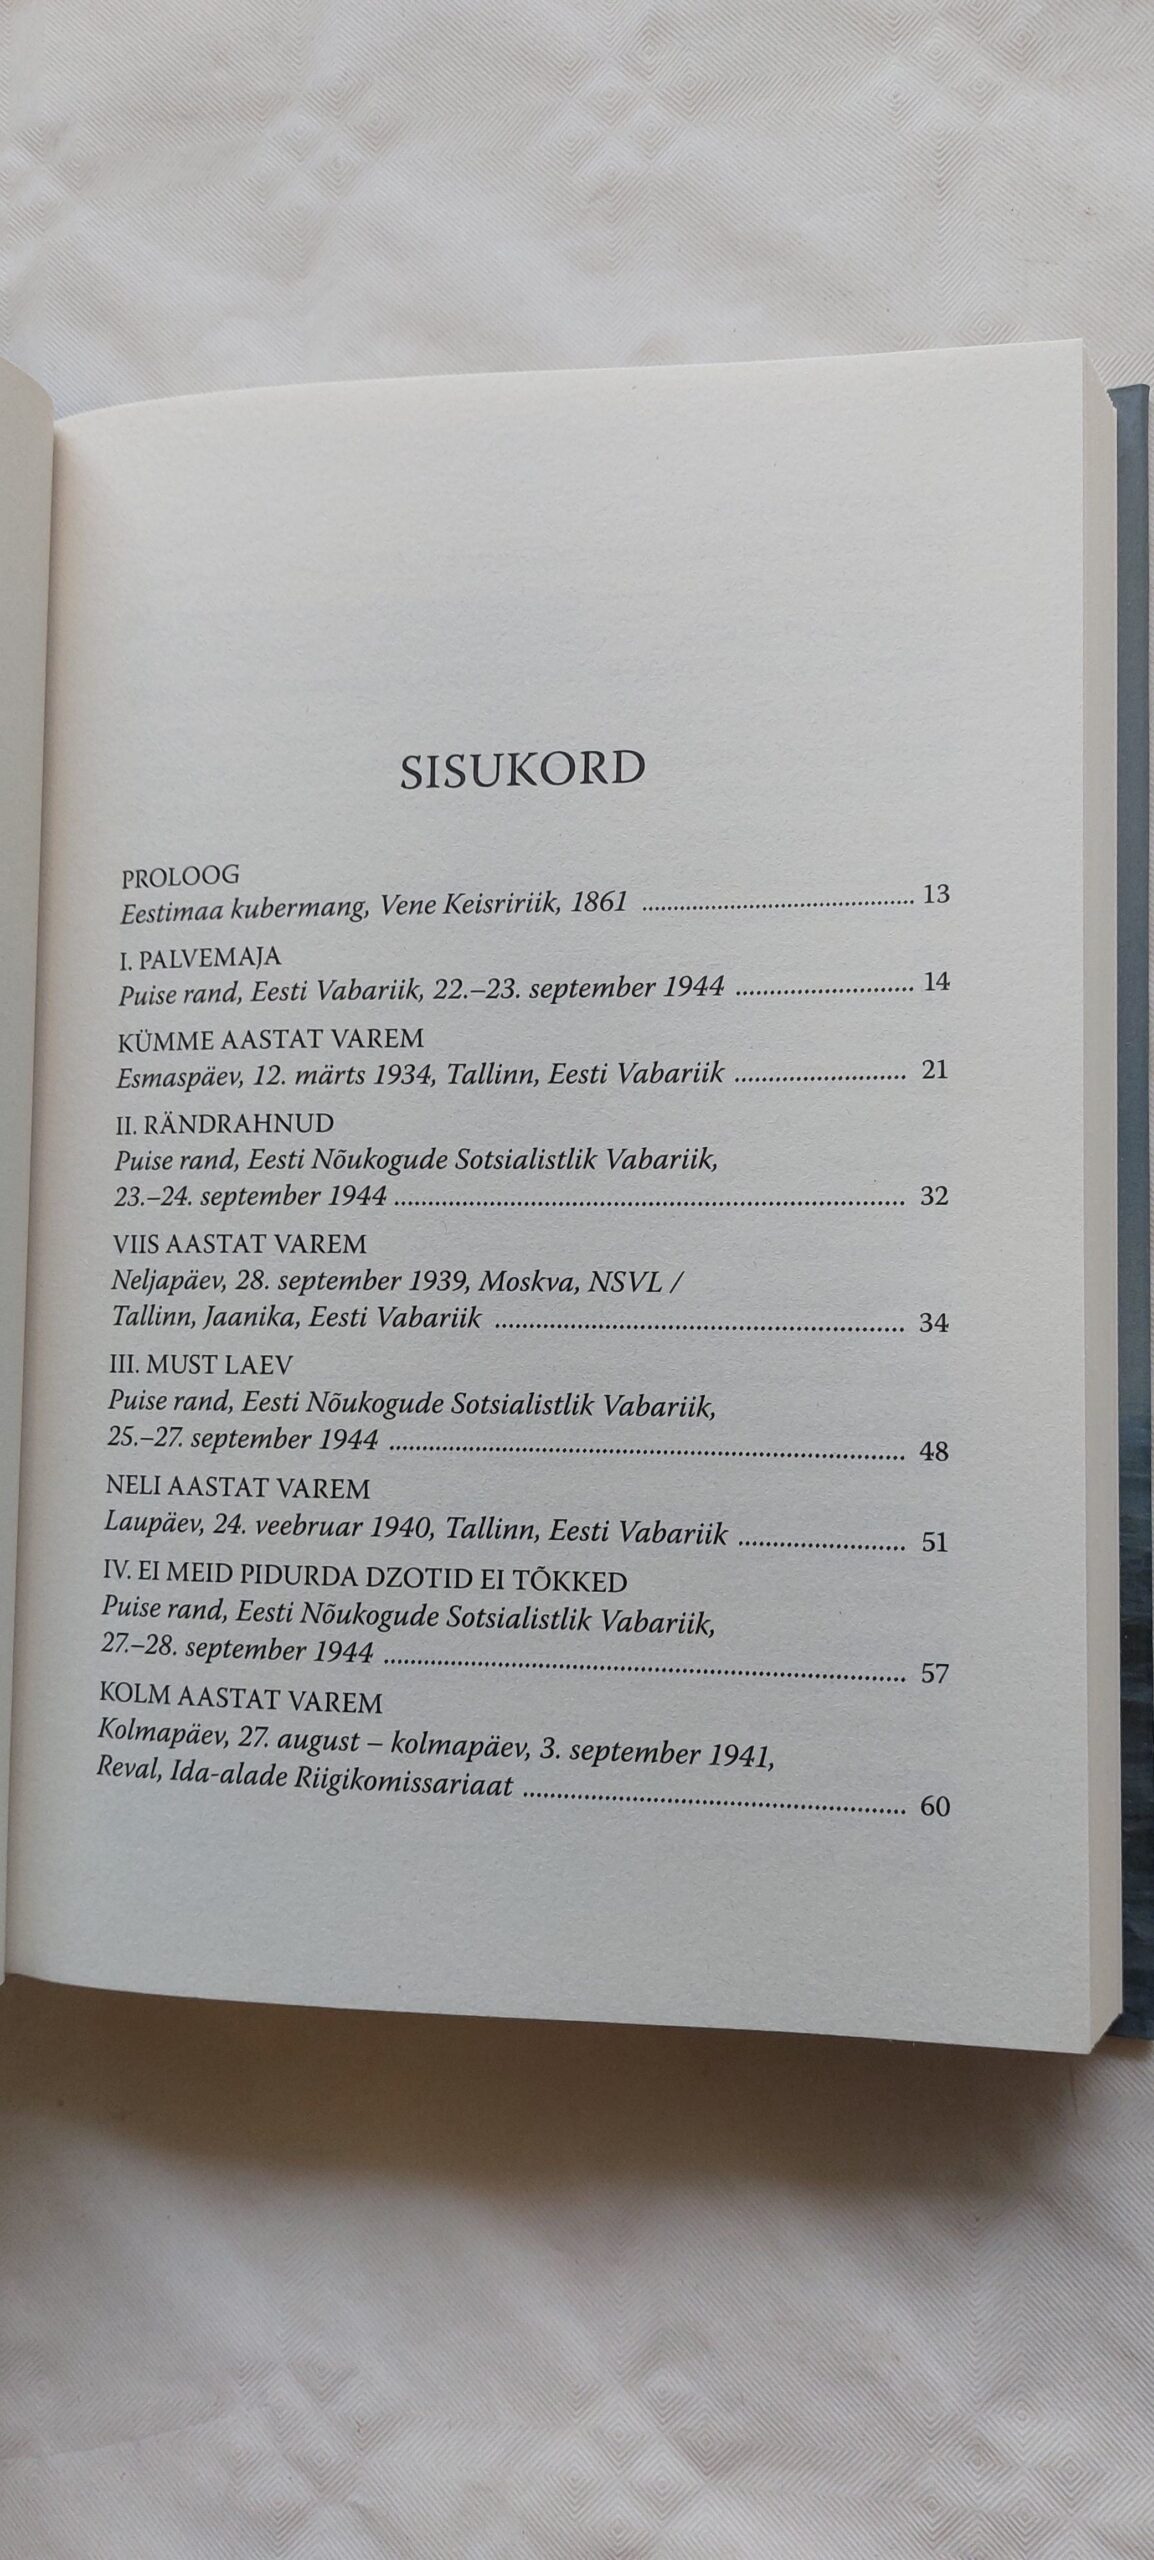 SISUKORD
PROLOOG
Eestimaa kubermang, Vene Keisririik, 1861 ........................................ 13
I. PALVEMAJA
Puise rand, Eesti Vabariik, 22.–23. september 1944 .......................... 14
KÜMME AASTAT VAREM
Esmaspäev, 12. märts 1934, Tallinn, Eesti Vabariik ......................... 21
II. RÄNDRAHNUD
Puise rand, Eesti Nõukogude Sotsialistlik Vabariik,
23.–24. september 1944 ........................................................................... 32
VIIS AASTAT VAREM
Neljapäev, 28. september 1939, Moskva, NSVL /
Tallinn, Jaanika, Eesti Vabariik ............................................................ 34
III. MUST LAEV
Puise rand, Eesti Nõukogude Sotsialistlik Vabariik,
25.–27. september 1944 ........................................................................... 48
NELI AASTAT VAREM
Laupäev, 24. veebruar 1940, Tallinn, Eesti Vabariik ........................ 51
IV. EI MEID PIDURDA DZOTID EI TÕKKED
Puise rand, Eesti Nõukogude Sotsialistlik Vabariik,
27.–28. september 1944 ........................................................................... 57
KOLM AASTAT VAREM
Kolmapäev, 27. august – kolmapäev, 3. september 1941,
Reval, Ida-alade Riigikomissariaat ........................................................ 60